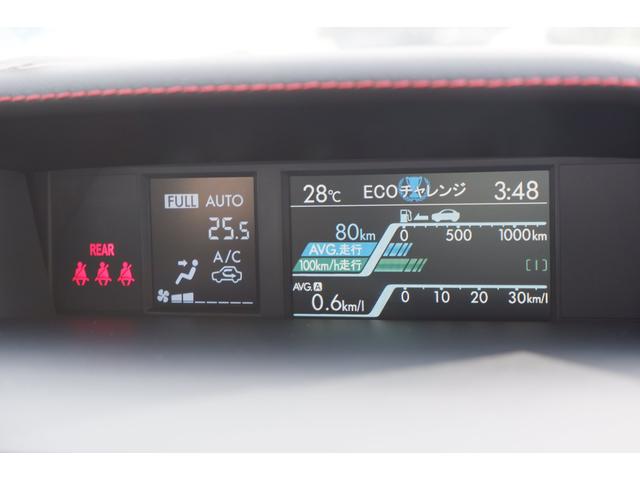 REAR
FULL AUTO
25.5
A/C
28℃ ECOチャレンジ 3:48
80km
0 500 1000km
AVG.走行
100km/h走行
[ | ]
AVG.A
0.6km/l
0 10 20 30km/l